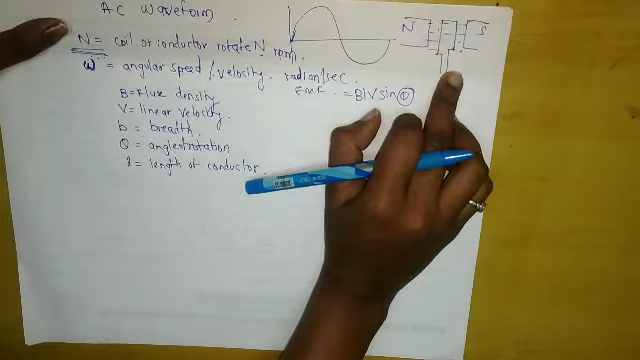 AC Waveform.
N S
N = coil or conductor rotate N rpm.
ω = angular speed / velocity. radian/sec.
EMF. = BlV sin θ
B = Flux density
V = linear velocity.
b = breadth.
θ = angle rotation
l = length of conductor.